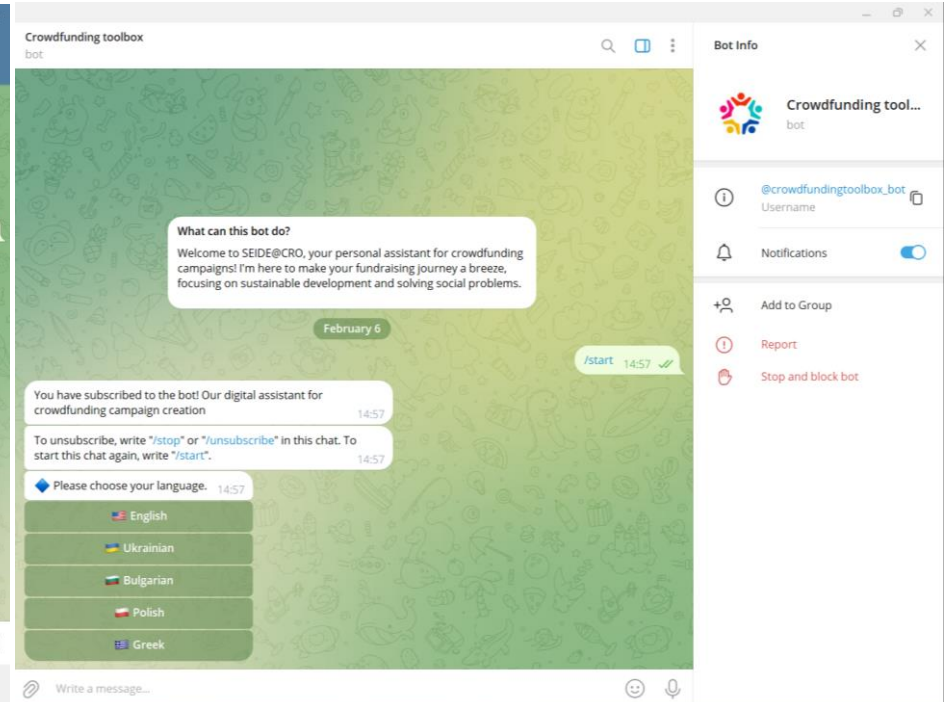 Crowdfunding toolbox
bot
What can this bot do?
Welcome to SEIDE@CRO, your personal assistant for crowdfunding
campaigns! I'm here to make your fundraising journey a breeze,
focusing on sustainable development and solving social problems.
February 6
/start 14:57
You have subscribed to the bot! Our digital assistant for
crowdfunding campaign creation 14:57
To unsubscribe, write "/stop" or "/unsubscribe" in this chat. To
start this chat again, write "/start". 14:57
Please choose your language. 14:57
English
Ukrainian
Bulgarian
Polish
Greek
Write a message...
Bot Info
Crowdfunding tool...
bot
@crowdfundingtoolbox_bot
Username
Notifications
Add to Group
Report
Stop and block bot